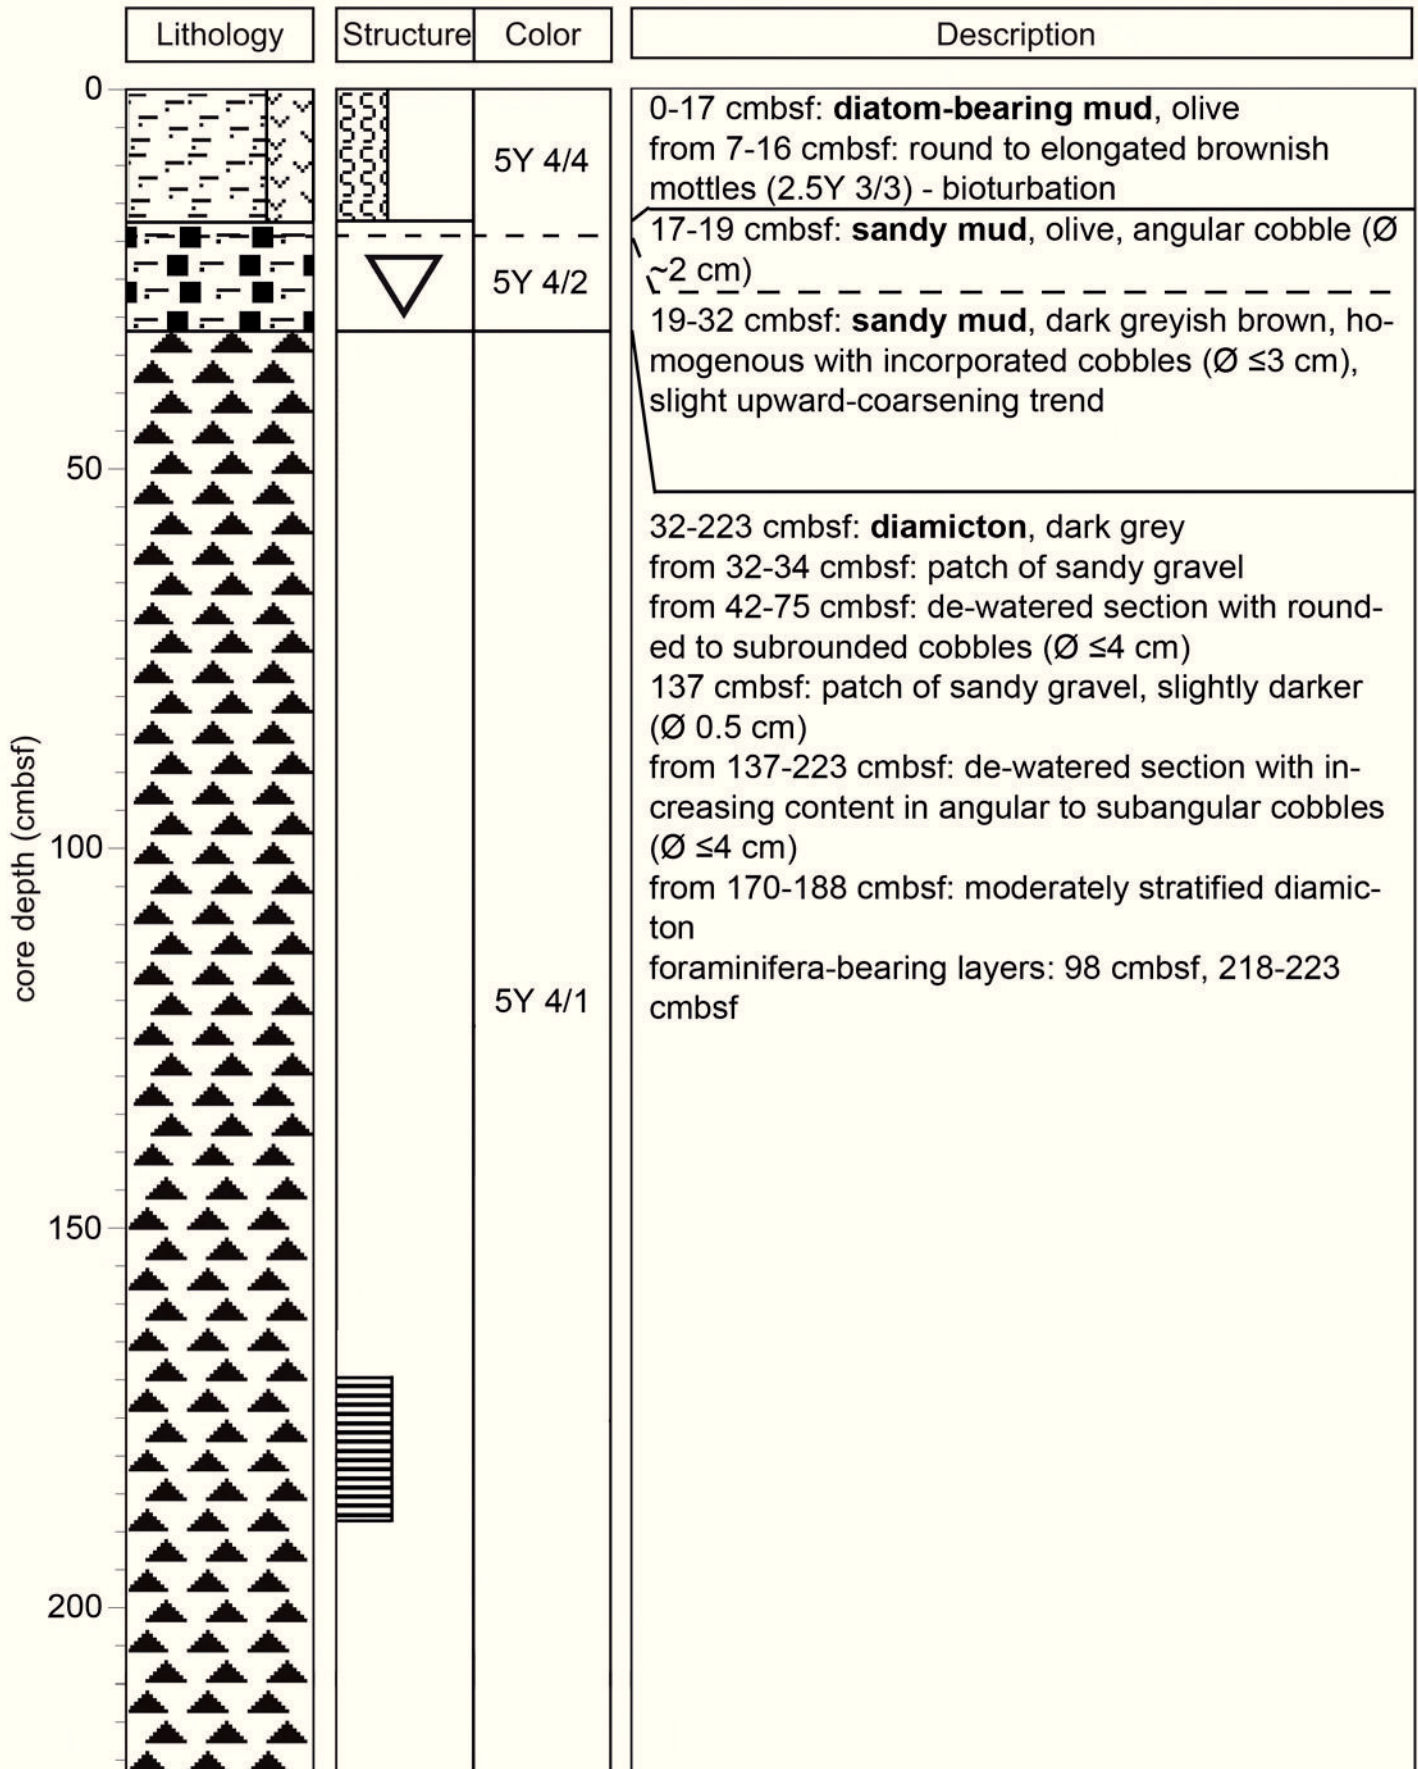 Lithology
Structure
Color
Description
0
50
100
150
200
core depth (cmbsf)
5Y 4/4
5Y 4/2
5Y 4/1
0-17 cmbsf: diatom-bearing mud, olive
from 7-16 cmbsf: round to elongated brownish
mottles (2.5Y 3/3) - bioturbation
17-19 cmbsf: sandy mud, olive, angular cobble (Ø
~2 cm)
19-32 cmbsf: sandy mud, dark greyish brown, ho-
mogenous with incorporated cobbles (Ø ≤3 cm),
slight upward-coarsening trend
32-223 cmbsf: diamicton, dark grey
from 32-34 cmbsf: patch of sandy gravel
from 42-75 cmbsf: de-watered section with round-
ed to subrounded cobbles (Ø ≤4 cm)
137 cmbsf: patch of sandy gravel, slightly darker
(Ø 0.5 cm)
from 137-223 cmbsf: de-watered section with in-
creasing content in angular to subangular cobbles
(Ø ≤4 cm)
from 170-188 cmbsf: moderately stratified diamic-
ton
foraminifera-bearing layers: 98 cmbsf, 218-223
cmbsf